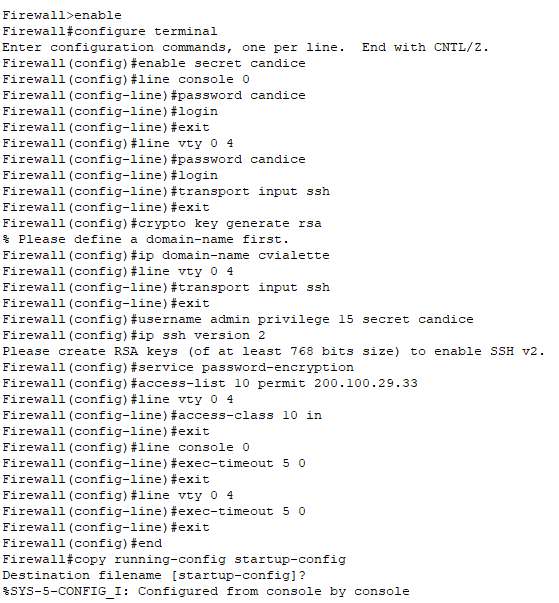 Firewall>enable
Firewall#configure terminal
Enter configuration commands, one per line.  End with CNTL/Z.
Firewall(config)#enable secret candice
Firewall(config)#line console 0
Firewall(config-line)#password candice
Firewall(config-line)#login
Firewall(config-line)#exit
Firewall(config)#line vty 0 4
Firewall(config-line)#password candice
Firewall(config-line)#login
Firewall(config-line)#transport input ssh
Firewall(config-line)#exit
Firewall(config)#crypto key generate rsa
% Please define a domain-name first.
Firewall(config)#ip domain-name cvialette
Firewall(config)#line vty 0 4
Firewall(config-line)#transport input ssh
Firewall(config-line)#exit
Firewall(config)#username admin privilege 15 secret candice
Firewall(config)#ip ssh version 2
Please create RSA keys (of at least 768 bits size) to enable SSH v2.
Firewall(config)#service password-encryption
Firewall(config)#access-list 10 permit 200.100.29.33
Firewall(config)#line vty 0 4
Firewall(config-line)#access-class 10 in
Firewall(config-line)#exit
Firewall(config)#line console 0
Firewall(config-line)#exec-timeout 5 0
Firewall(config-line)#exit
Firewall(config)#line vty 0 4
Firewall(config-line)#exec-timeout 5 0
Firewall(config-line)#exit
Firewall(config)#end
Firewall#copy running-config startup-config
Destination filename [startup-config]?
%SYS-5-CONFIG_I: Configured from console by console